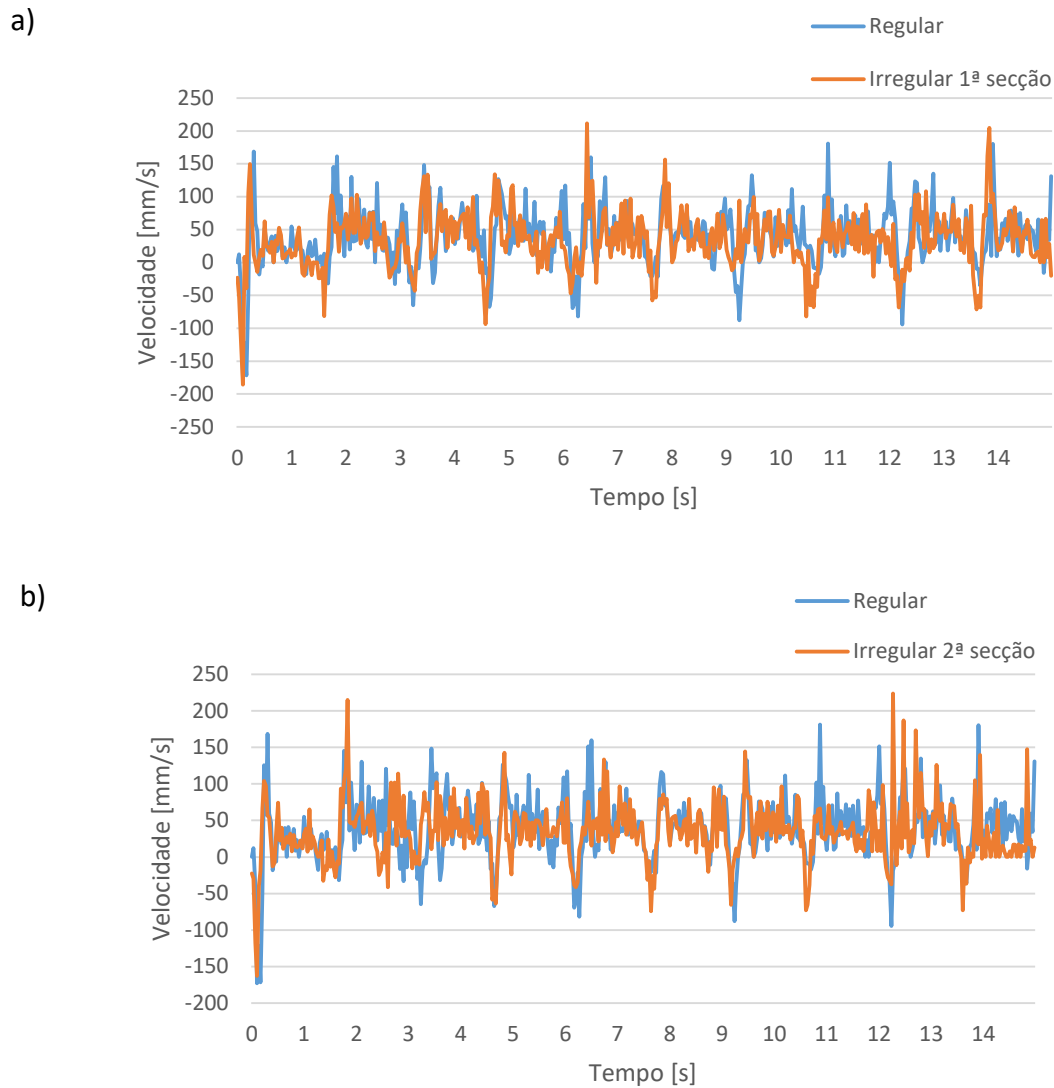 a)
Regular
Irregular 1ª secção
250
200
150
100
50
0
-50
-100
-150
-200
-250
Velocidade [mm/s]
0 1 2 3 4 5 6 7 8 9 10 11 12 13 14
Tempo [s]
b)
Regular
Irregular 2ª secção
250
200
150
100
50
0
-50
-100
-150
-200
Velocidade [mm/s]
0 1 2 3 4 5 6 7 8 9 10 11 12 13 14
Tempo [s]